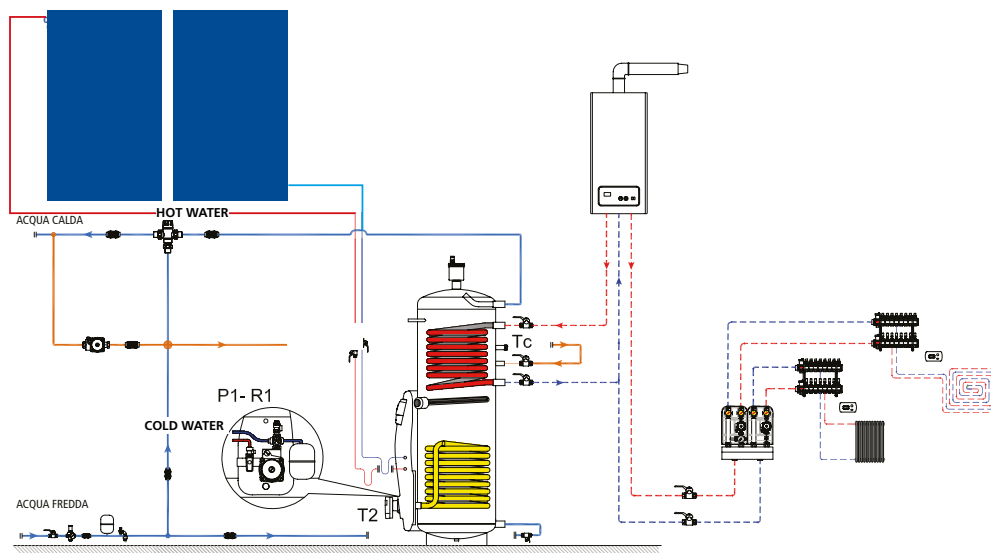 HOT WATER
ACQUA CALDA
Tc
P1- R1
COLD WATER
T2
ACQUA FREDDA